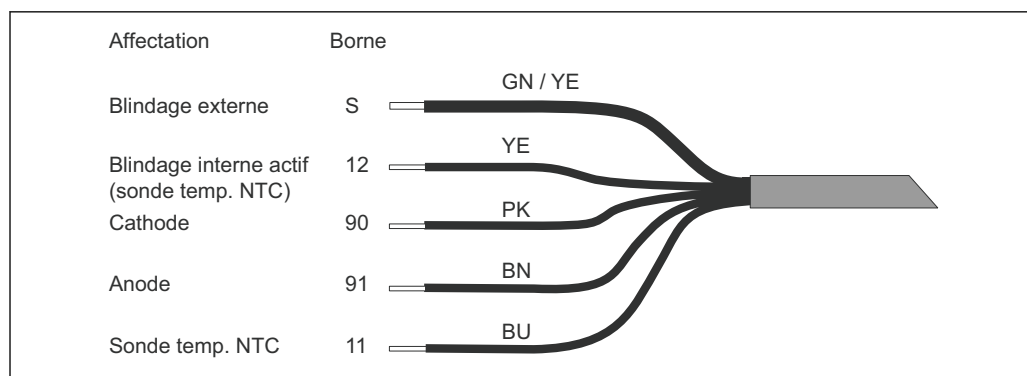 Affectation Borne
GN / YE
Blindage externe S
YE
Blindage interne actif 12
(sonde temp. NTC)
PK
Cathode 90
BN
Anode 91
BU
Sonde temp. NTC 11